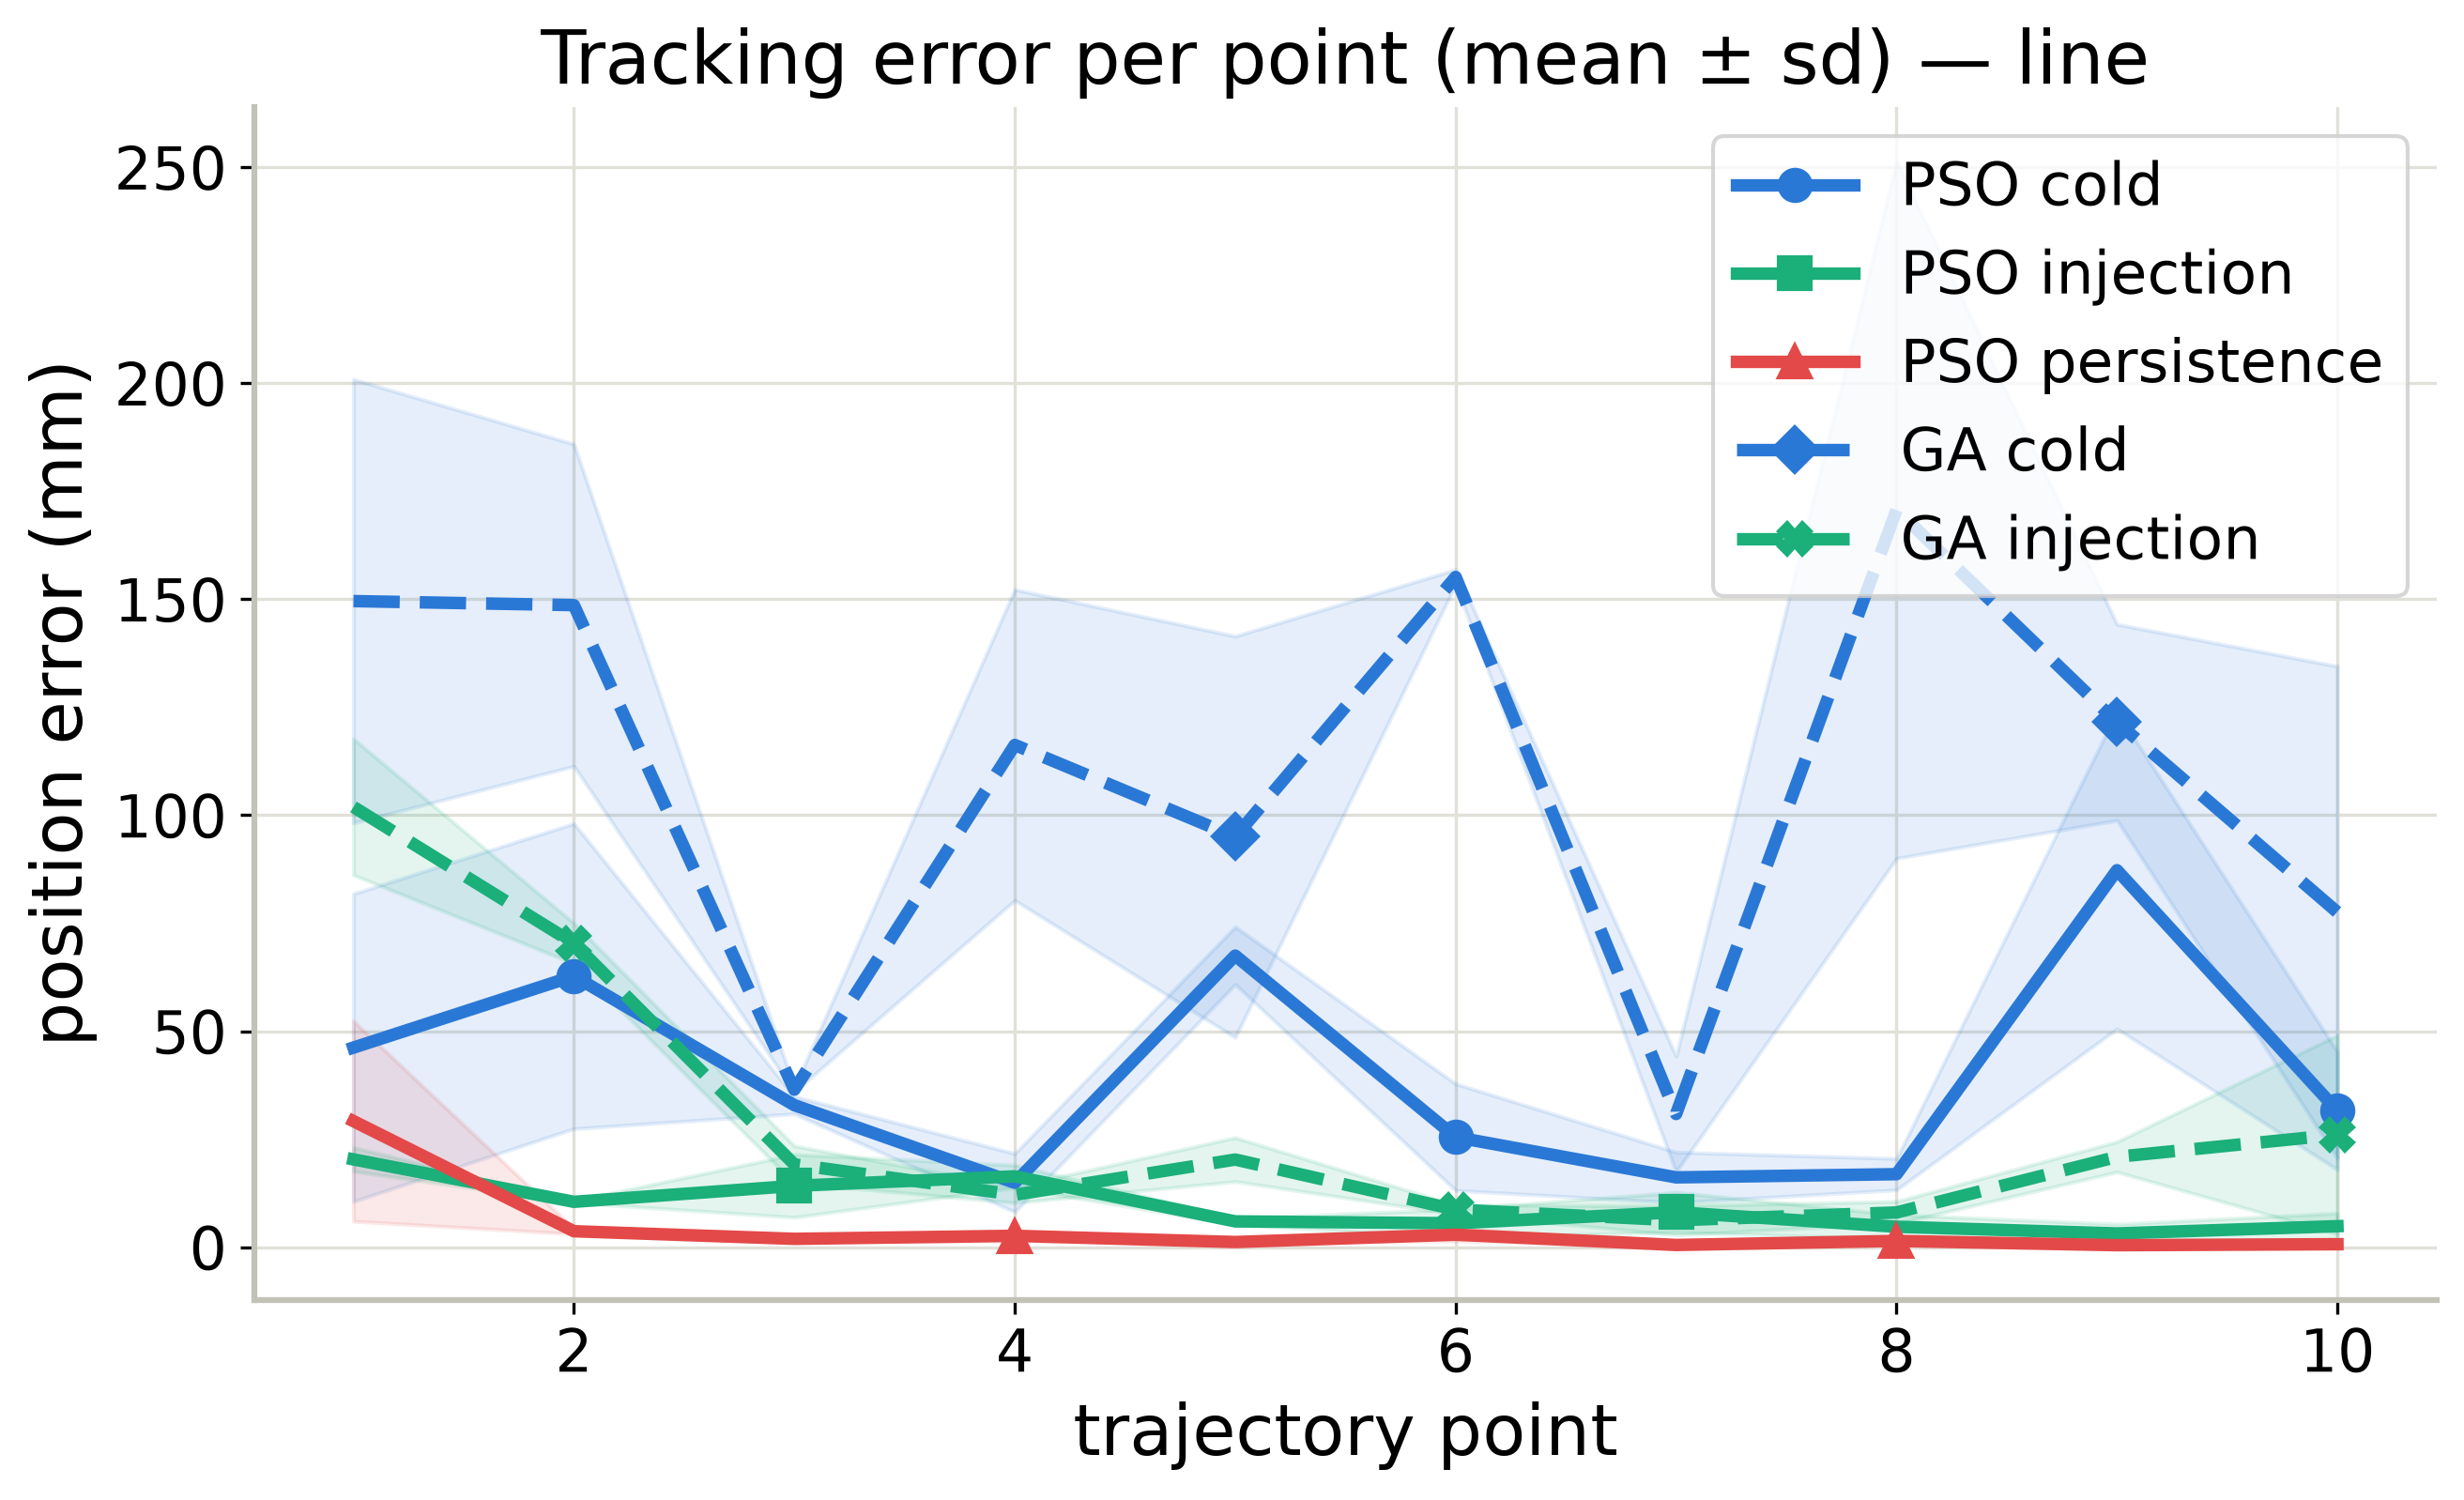 Tracking error per point (mean ± sd) — line
position error (mm)
250
200
150
100
50
0
PSO cold
PSO injection
PSO persistence
GA cold
GA injection
2
4
6
8
10
trajectory point